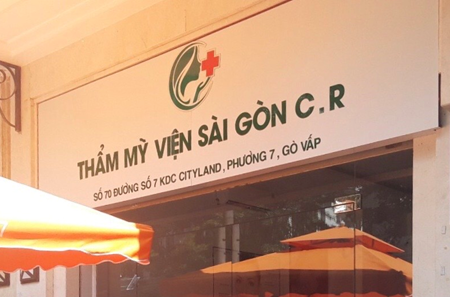 THẨM MỸ VIỆN SÀI GÒN C.R
SỐ 70 ĐƯỜNG SỐ 7 KDC CITYLAND, PHƯỜNG 7, GÒ VẤP